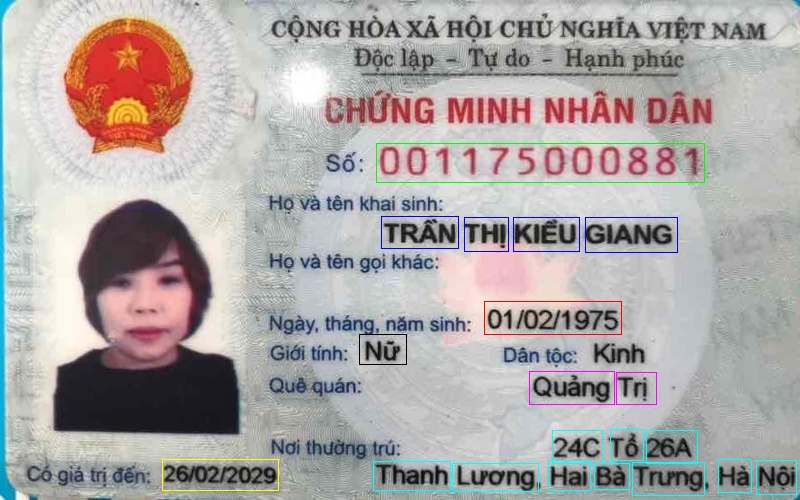 CỘNG HÒA XÃ HỘI CHỦ NGHĨA VIỆT NAM
Độc lập - Tự do - Hạnh phúc
CHỨNG MINH NHÂN DÂN
Số: 001175000881
Họ và tên khai sinh:
TRẦN THỊ KIỀU GIANG
Họ và tên gọi khác:
Ngày, tháng, năm sinh: 01/02/1975
Giới tính: Nữ Dân tộc: Kinh
Quê quán: Quảng Trị
Nơi thường trú: 24C Tổ 26A
Thanh Lương, Hai Bà Trưng, Hà Nội
Có giá trị đến: 26/02/2029